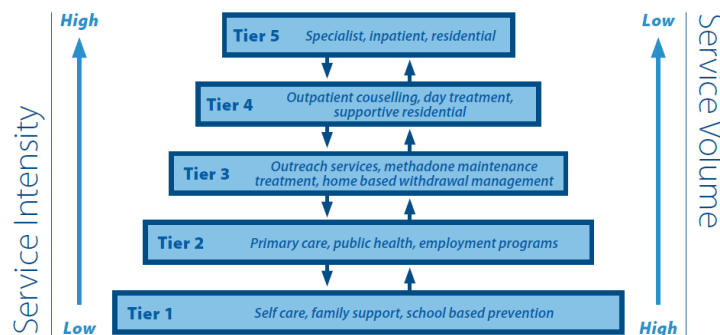 High
Low
Tier 5 Specialist, inpatient, residential
Tier 4 Outpatient couselling, day treatment,
supportive residential
Tier 3 Outreach services, methadone maintenance
treatment, home based withdrawal management
Tier 2 Primary care, public health, employment programs
Tier 1 Self care, family support, school based prevention
Low
High
Service Intensity
Service Volume